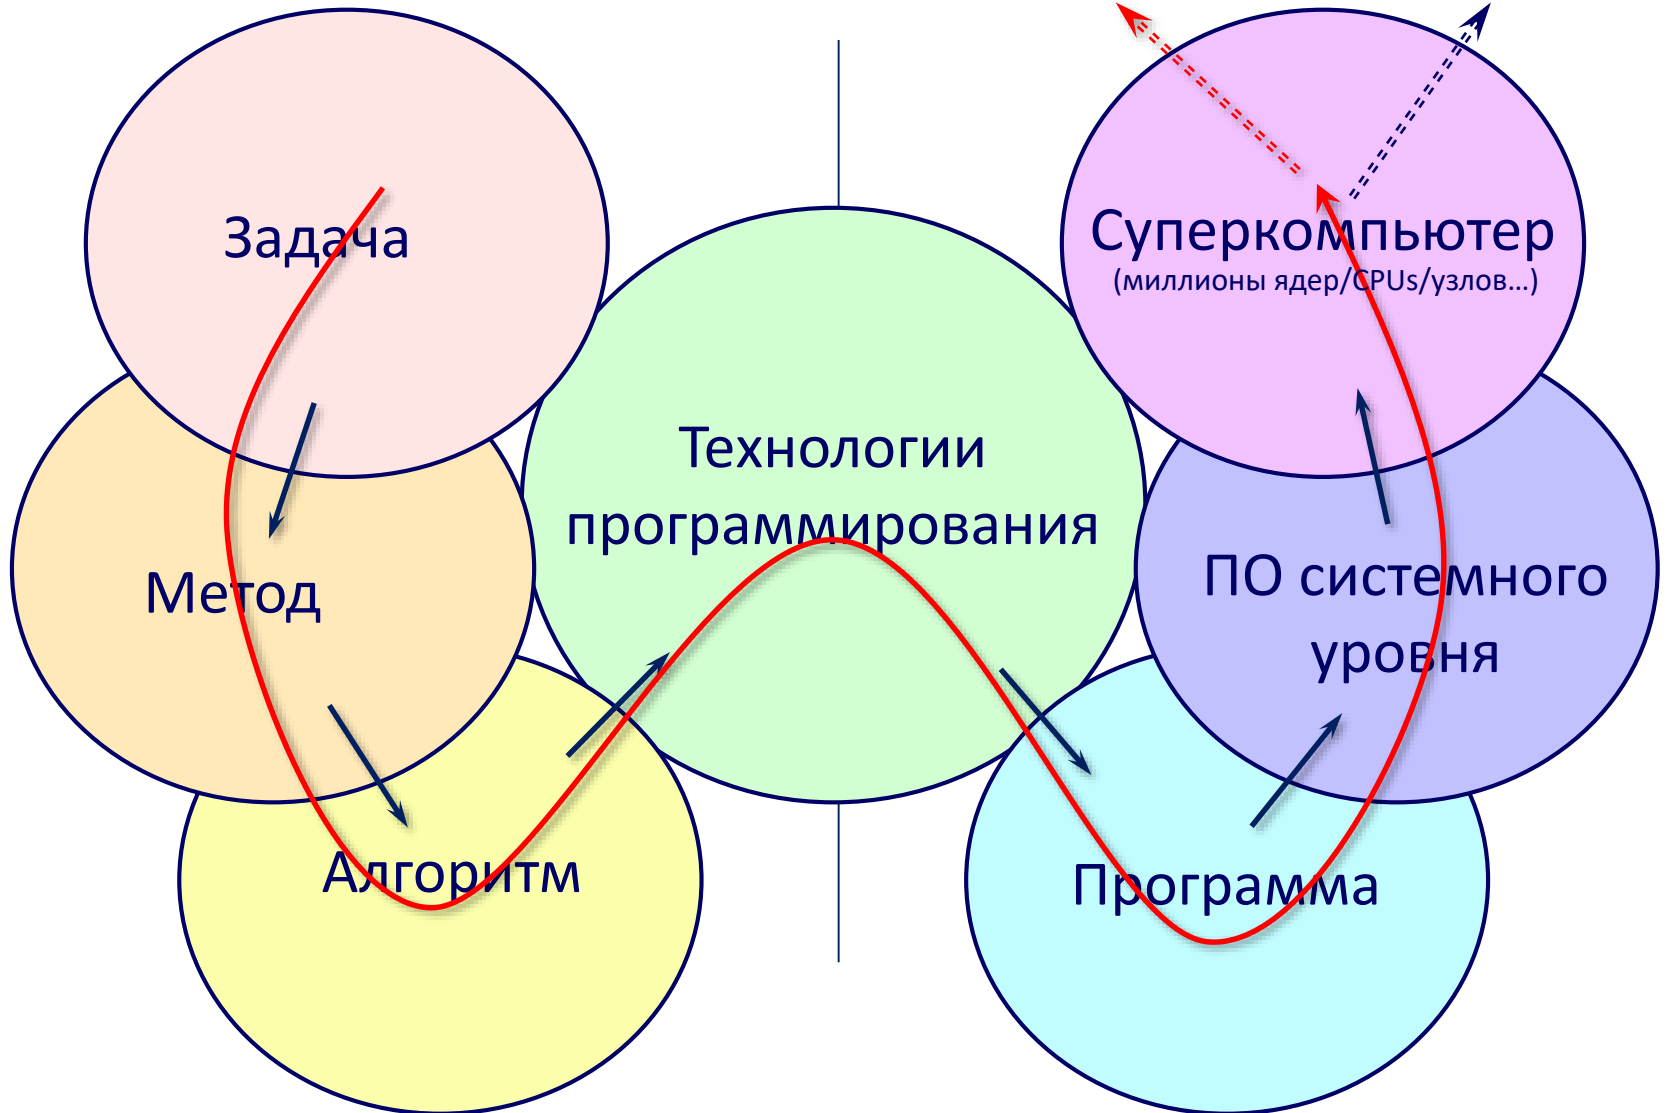 Задача
Метод
Алгоритм
Технологии
программирования
Программа
ПО системного
уровня
Суперкомпьютер
(миллионы ядер/CPUs/узлов…)